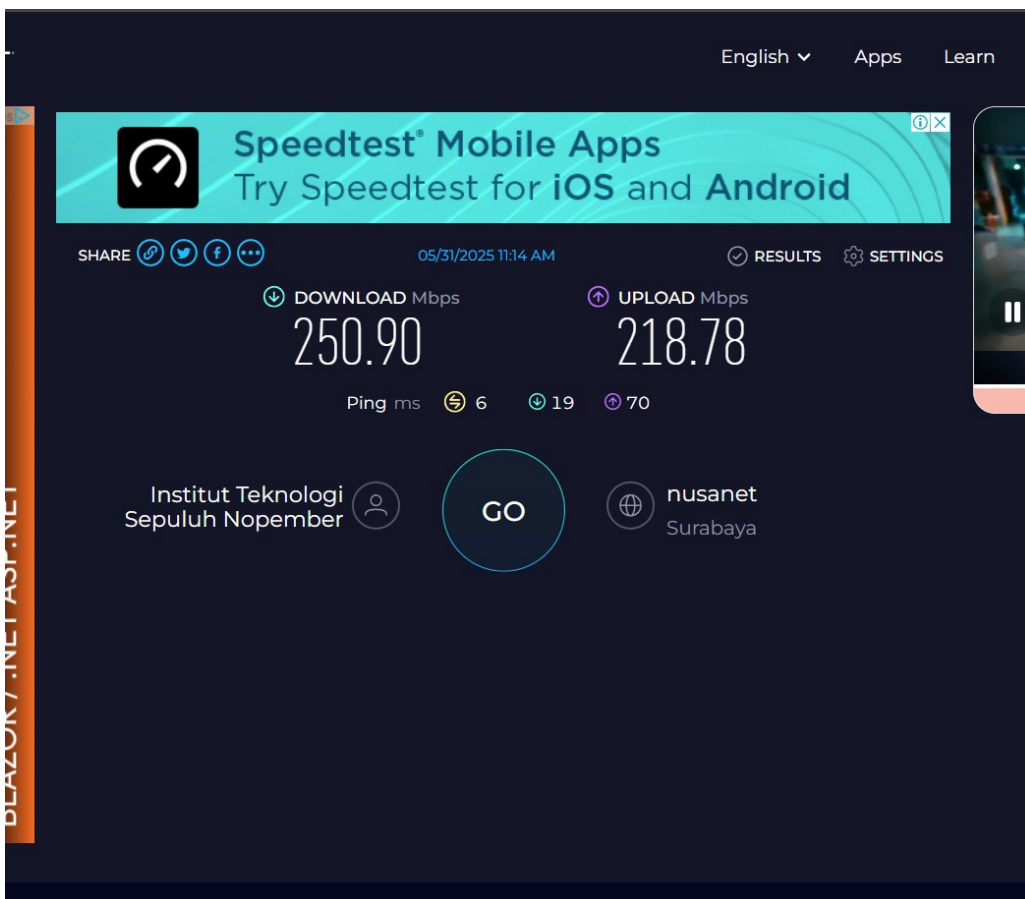 English Apps Learn
Speedtest® Mobile Apps
Try Speedtest for iOS and Android
SHARE 05/31/2025 11:14 AM RESULTS SETTINGS
DOWNLOAD Mbps UPLOAD Mbps
250.90 218.78
Ping ms 6 19 70
Institut Teknologi
Sepuluh Nopember
GO
nusanet
Surabaya
BLAZOR / .NET ASP.NET